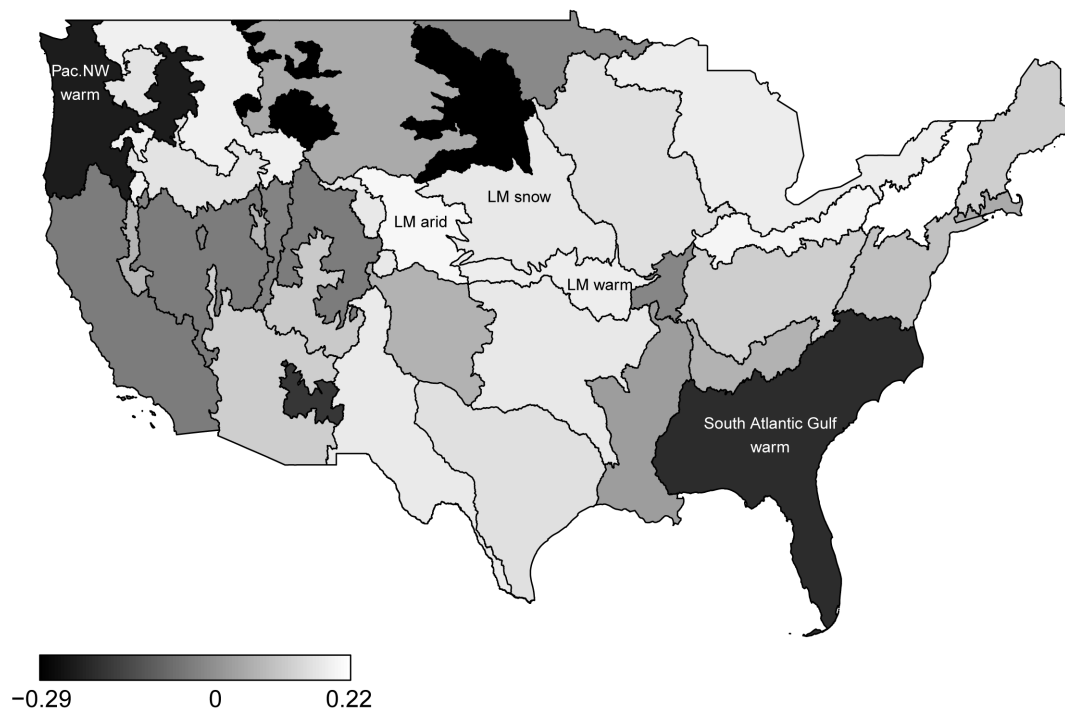 Pac.NW
warm
LM snow
LM arid
LM warm
South Atlantic Gulf
warm
−0.29
0
0.22